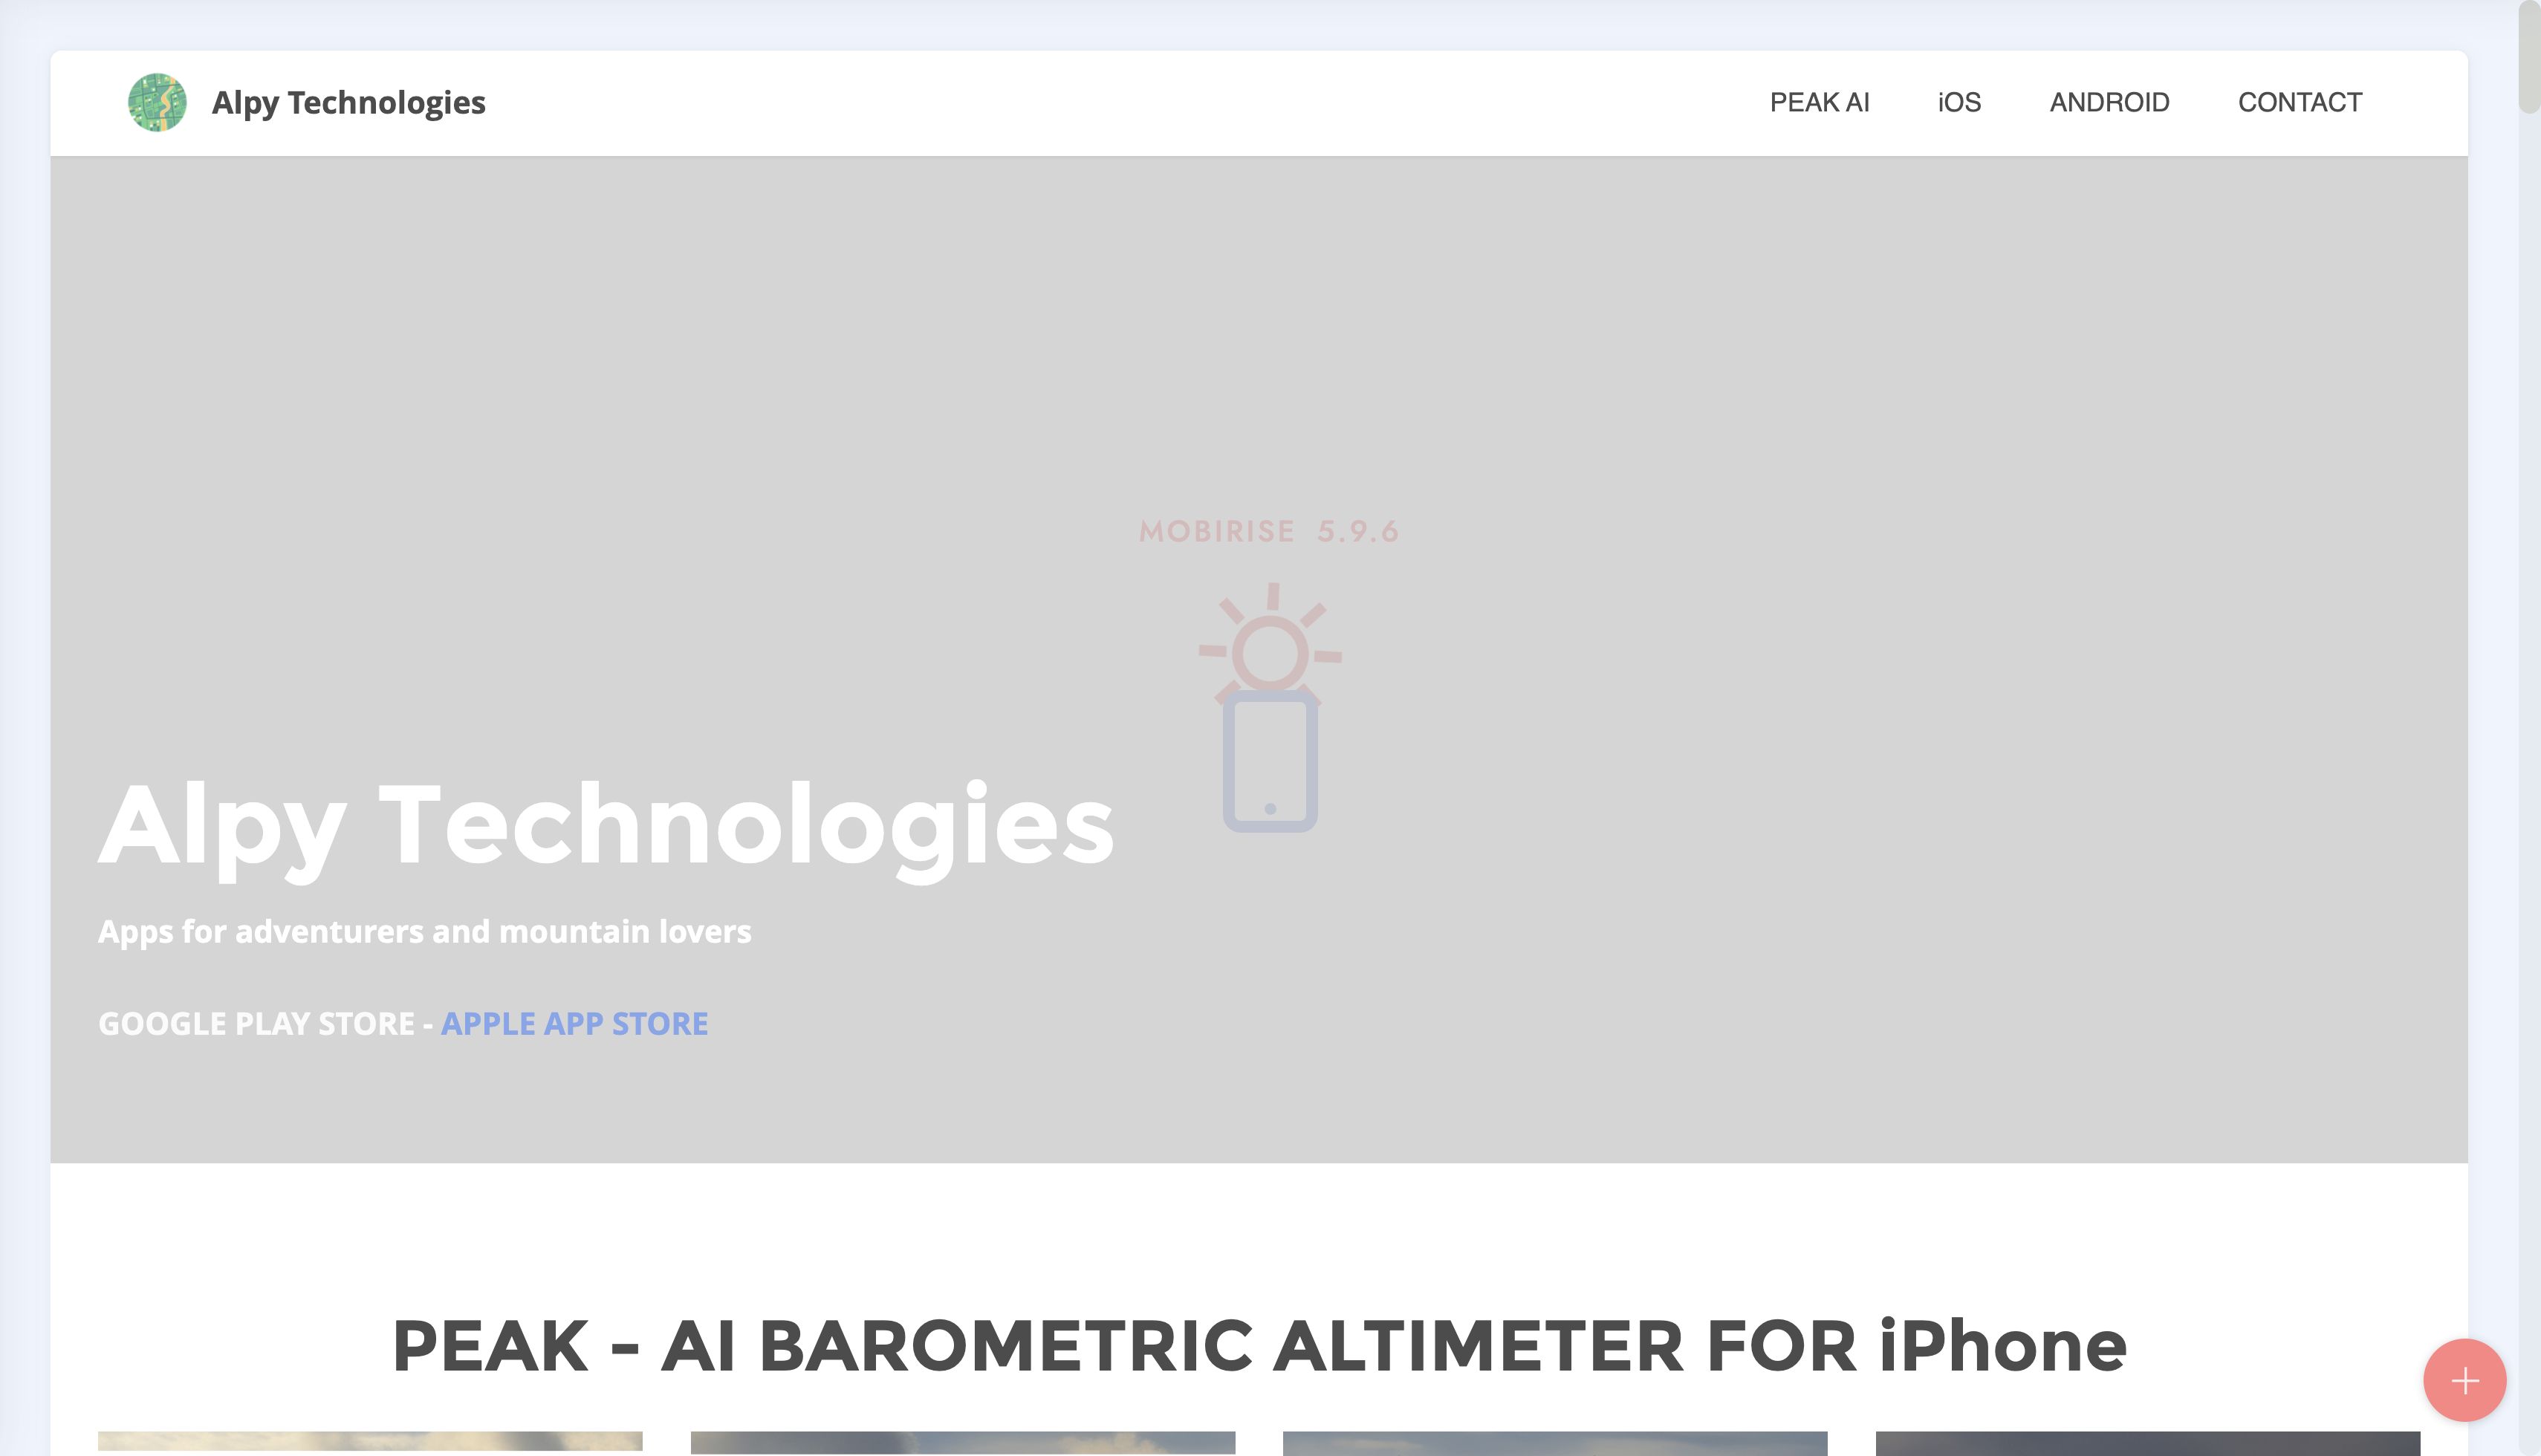 Alpy Technologies
PEAK AI
iOS
ANDROID
CONTACT
MOBIRISE 5.9.6
Alpy Technologies
Apps for adventurers and mountain lovers
GOOGLE PLAY STORE - APPLE APP STORE
PEAK - AI BAROMETRIC ALTIMETER FOR iPhone